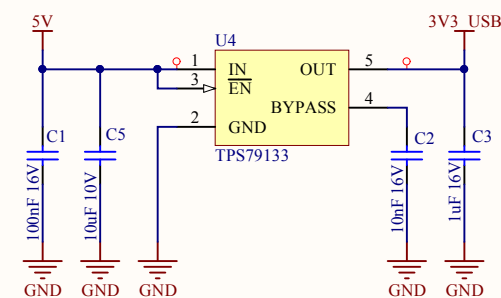 5V
3V3_USB
U4
1
IN
OUT
5
3
EN
BYPASS
4
2
GND
TPS79133
C1
100nF 16V
C5
10uF 10V
C2
10nF 16V
C3
1uF 16V
GND
GND
GND
GND
GND